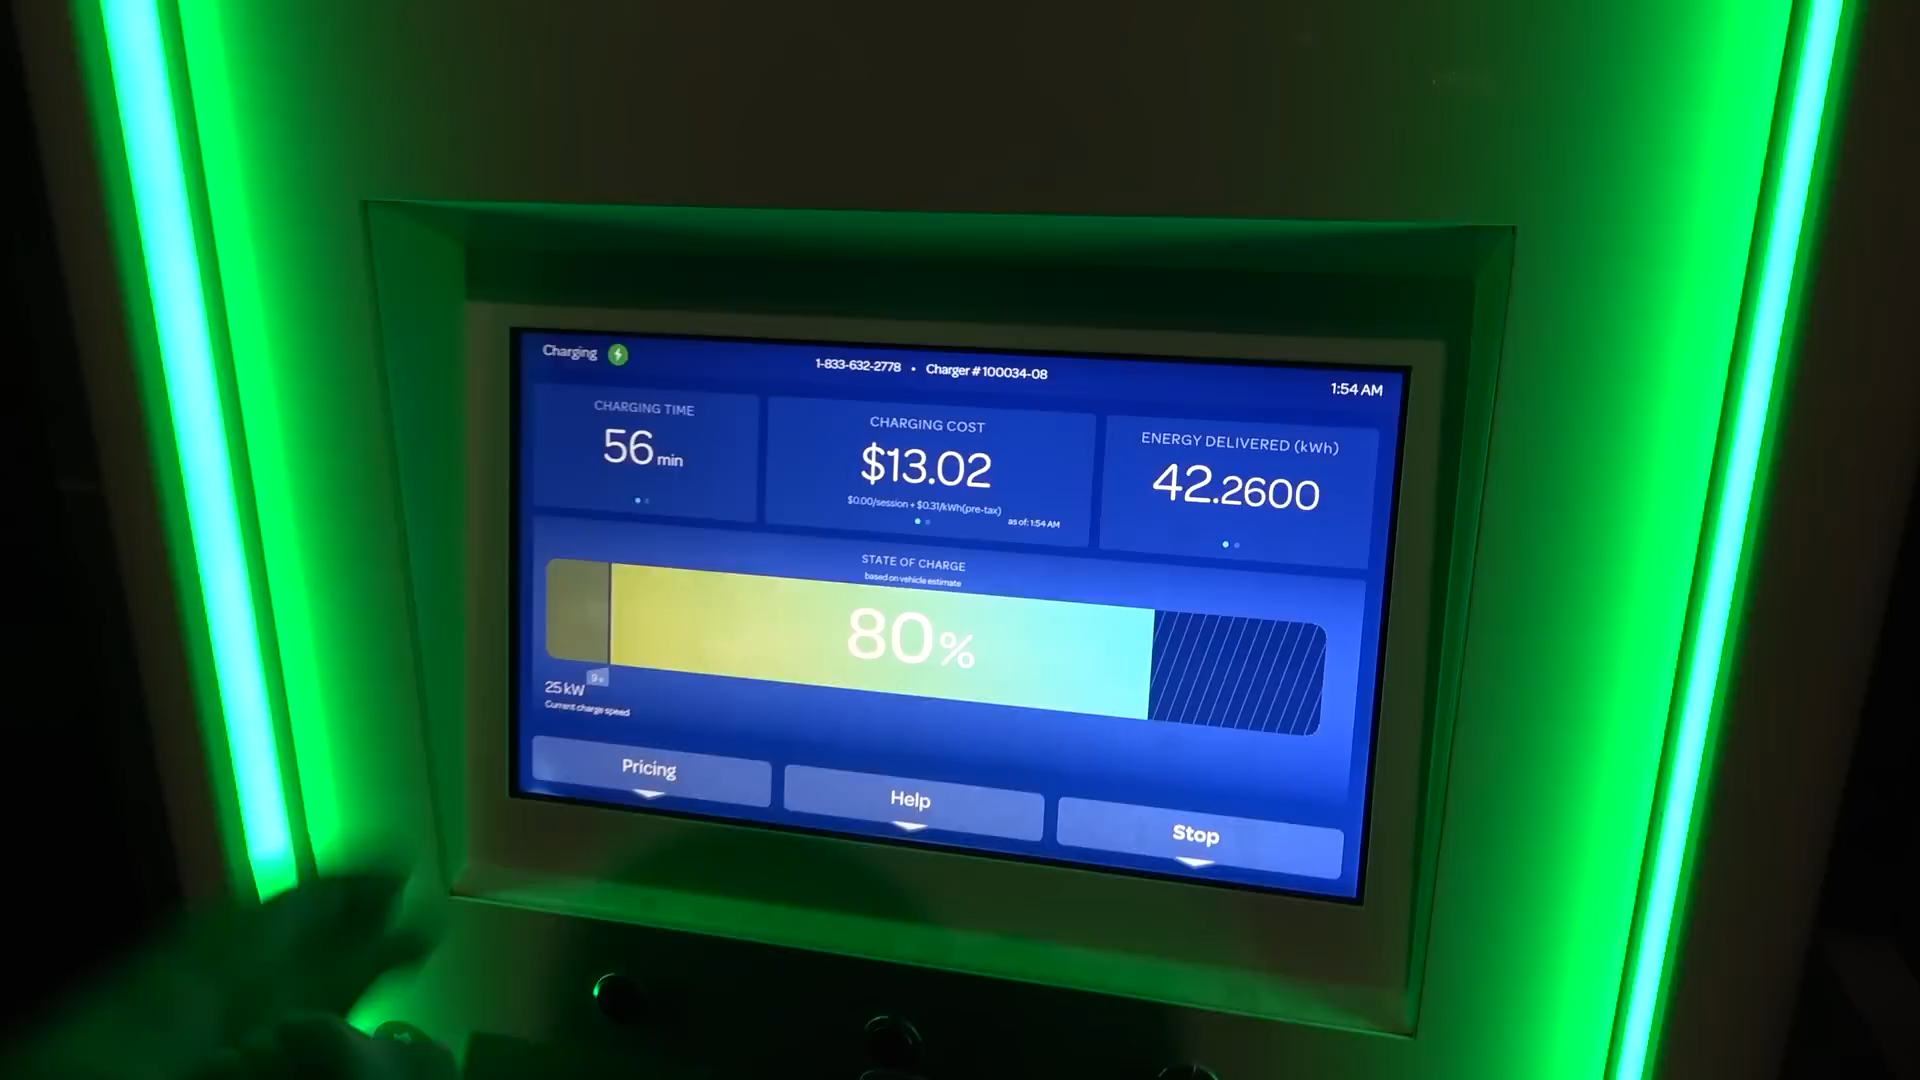 Charging
1-833-632-2778 • Charger #100034-08
1:54 AM
CHARGING TIME
56 min
CHARGING COST
$13.02
$0.00/session + $0.31/kWh(pre-tax)
as of: 1:54 AM
ENERGY DELIVERED (kWh)
42.2600
STATE OF CHARGE
based on vehicle estimate
80%
25 kW
Current charge speed
Pricing
Help
Stop